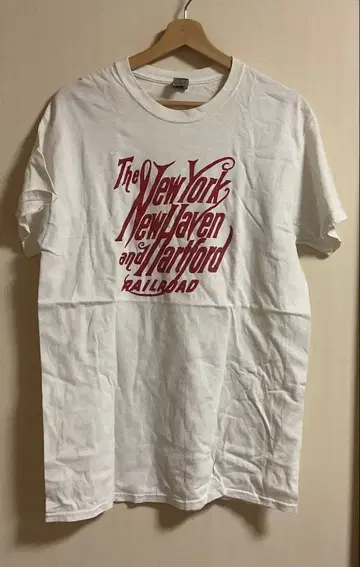 The New York
New Haven
and Hartford
RAILROAD